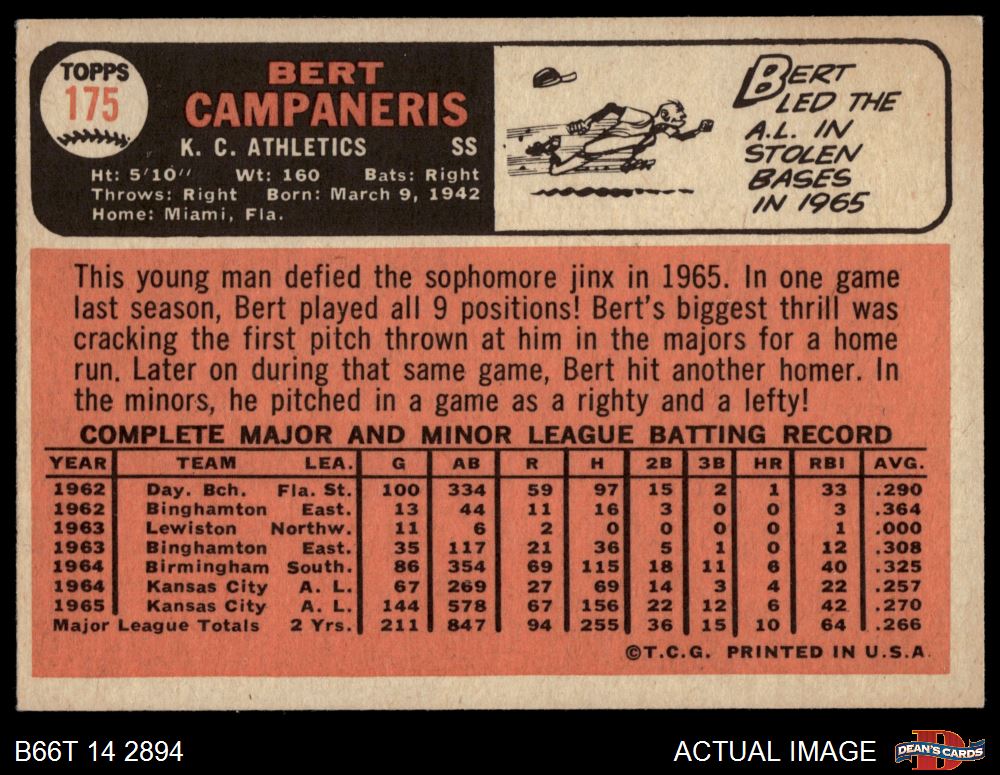 TOPPS
175
BERT
CAMPANERIS
K. C. ATHLETICS SS
Ht: 5'10" Wt: 160 Bats: Right
Throws: Right Born: March 9, 1942
Home: Miami, Fla.
BERT
LED THE
A.L. IN
STOLEN
BASES
IN 1965
This young man defied the sophomore jinx in 1965. In one game
last season, Bert played all 9 positions! Bert's biggest thrill was
cracking the first pitch thrown at him in the majors for a home
run. Later on during that same game, Bert hit another homer. In
the minors, he pitched in a game as a righty and a lefty!
COMPLETE MAJOR AND MINOR LEAGUE BATTING RECORD
YEAR TEAM LEA. G AB R H 2B 3B HR RBI AVG.
1962 Day. Bch. Fla. St. 100 334 59 97 15 2 1 33 .290
1962 Binghamton East. 13 44 11 16 3 0 0 3 .364
1963 Lewiston Northw. 11 6 2 0 0 0 0 1 .000
1963 Binghamton East. 35 117 21 36 5 1 0 12 .308
1964 Birmingham South. 86 354 69 115 18 11 6 40 .325
1964 Kansas City A. L. 67 269 27 69 14 3 4 22 .257
1965 Kansas City A. L. 144 578 67 156 22 12 6 42 .270
Major League Totals 2 Yrs. 211 847 94 255 36 15 10 64 .266
©T.C.G. PRINTED IN U.S.A.
B66T 14 2894 ACTUAL IMAGE
DEAN'S CARDS